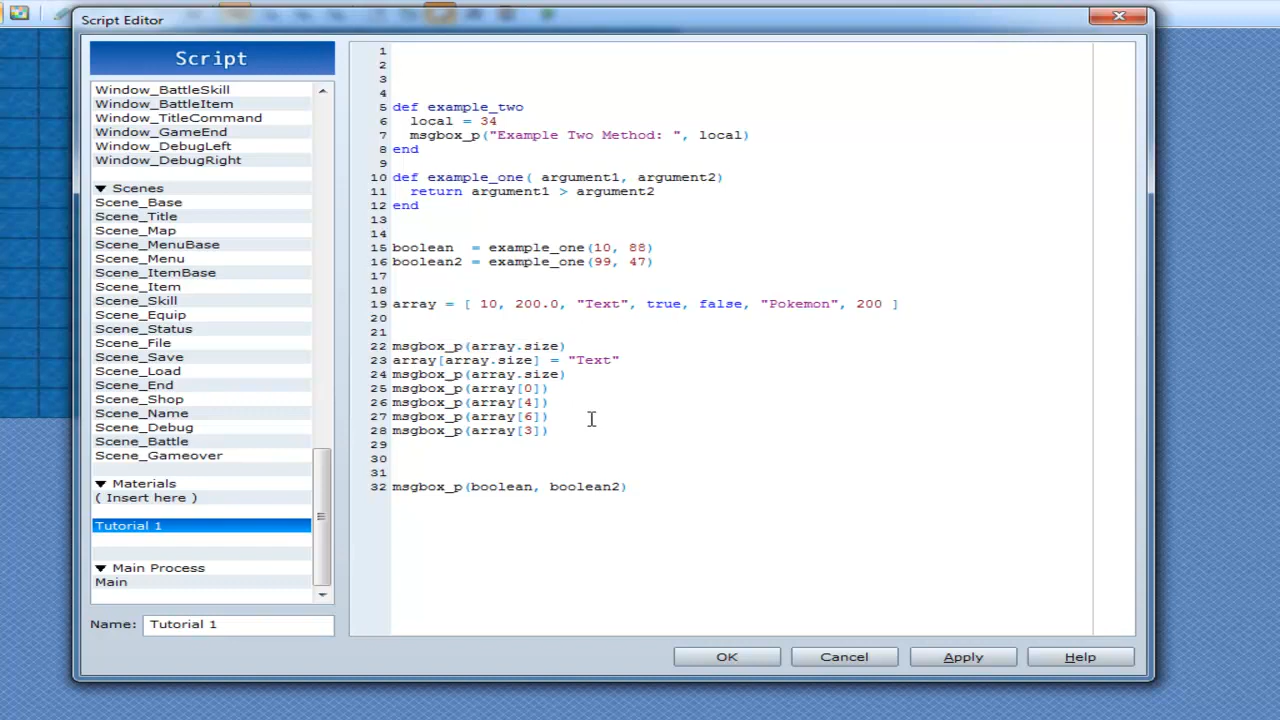 Script Editor
Script
Window_BattleSkill
Window_BattleItem
Window_TitleCommand
Window_GameEnd
Window_DebugLeft
Window_DebugRight
Scenes
Scene_Base
Scene_Title
Scene_Map
Scene_MenuBase
Scene_Menu
Scene_ItemBase
Scene_Item
Scene_Skill
Scene_Equip
Scene_Status
Scene_File
Scene_Save
Scene_Load
Scene_End
Scene_Shop
Scene_Name
Scene_Debug
Scene_Battle
Scene_Gameover
Materials
( Insert here )
Tutorial 1
Main Process
Main
Name: Tutorial 1
1
2
3
4
5 def example_two
6   local = 34
7   msgbox_p("Example Two Method: ", local)
8 end
9
10 def example_one( argument1, argument2)
11   return argument1 > argument2
12 end
13
14
15 boolean  = example_one(10, 88)
16 boolean2 = example_one(99, 47)
17
18
19 array = [ 10, 200.0, "Text", true, false, "Pokemon", 200 ]
20
21
22 msgbox_p(array.size)
23 array[array.size] = "Text"
24 msgbox_p(array.size)
25 msgbox_p(array[0])
26 msgbox_p(array[4])
27 msgbox_p(array[6])
28 msgbox_p(array[3])
29
30
31
32 msgbox_p(boolean, boolean2)
OK Cancel Apply Help